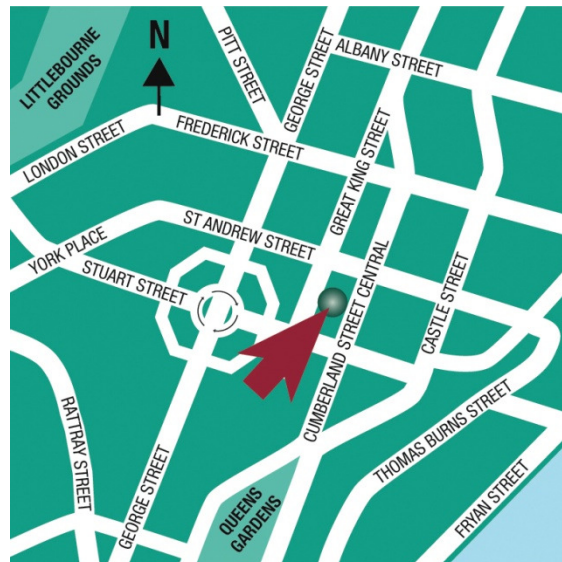 LITTLEBOURNE
GROUNDS
N
PITT STREET
GEORGE STREET
ALBANY STREET
LONDON STREET
FREDERICK STREET
GREAT KING STREET
YORK PLACE
ST ANDREW STREET
STUART STREET
CUMBERLAND STREET CENTRAL
CASTLE STREET
RATTRAY STREET
GEORGE STREET
QUEENS
GARDENS
THOMAS BURNS STREET
FRYAN STREET